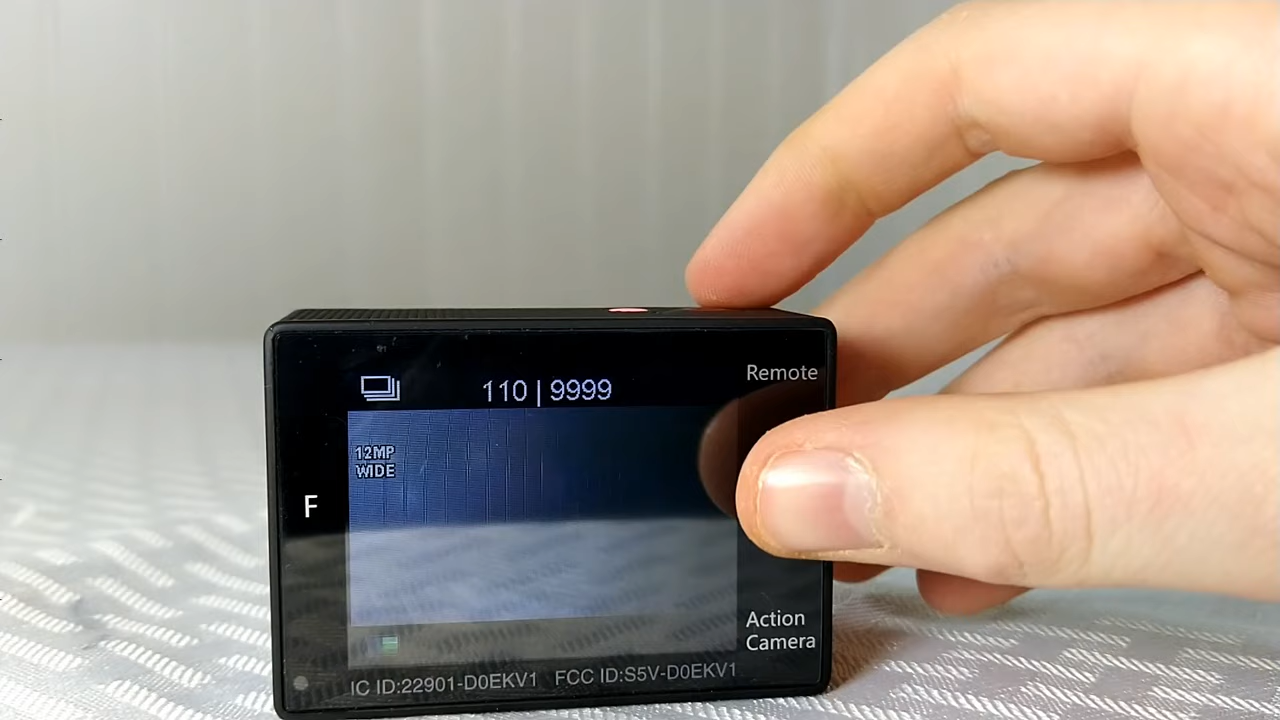 110 | 9999
Remote
12MP
WIDE
F
Action
Camera
IC ID:22901-D0EKV1 FCC ID:S5V-D0EKV1